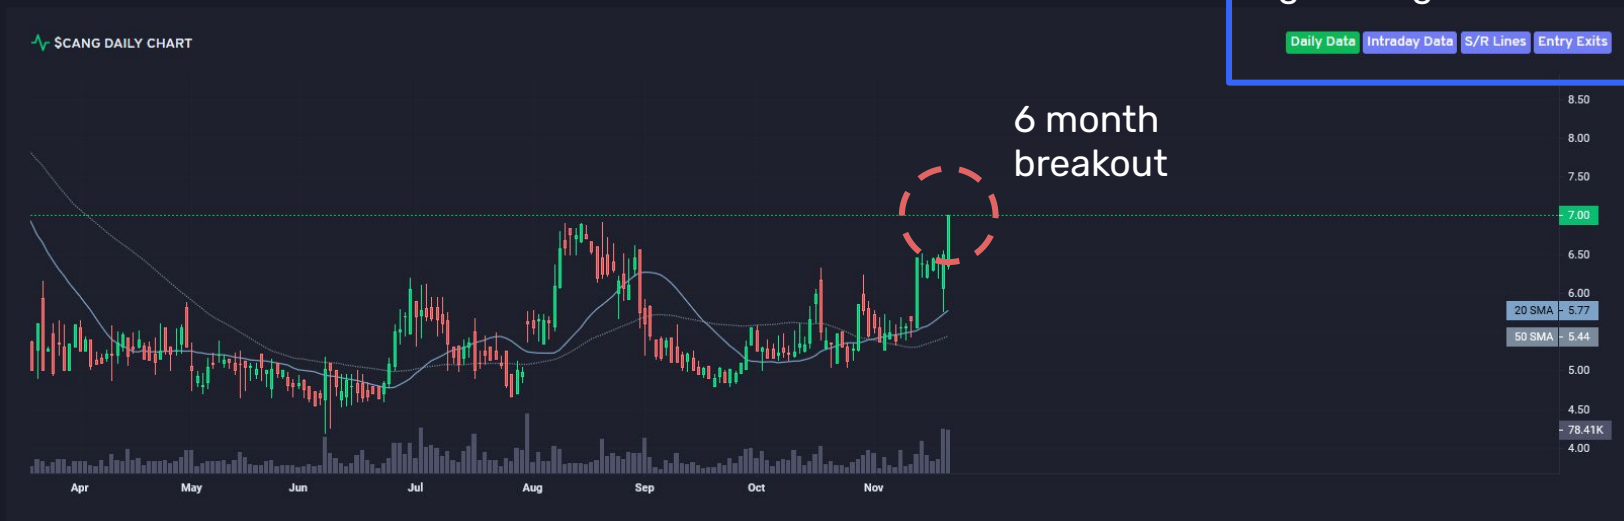 $CANG DAILY CHART
Daily Data Intraday Data S/R Lines Entry Exits
6 month
breakout
8.50
8.00
7.50
7.00
6.50
6.00
20 SMA 5.77
50 SMA 5.44
5.00
4.50
78.41K
4.00
Apr May Jun Jul Aug Sep Oct Nov